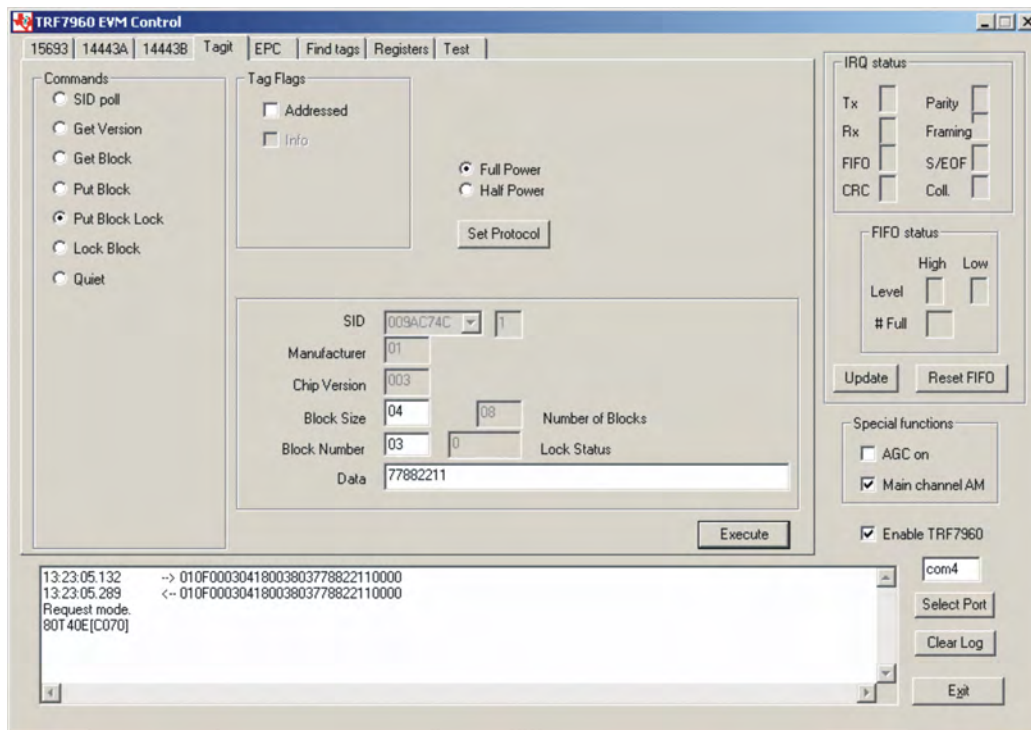 TRF7960 EVM Control
15693 14443A 14443B Tagit EPC Find tags Registers Test
Commands
SID poll
Get Version
Get Block
Put Block
Put Block Lock
Lock Block
Quiet
Tag Flags
Addressed
Info
Full Power
Half Power
Set Protocol
SID 009AC74C 1
Manufacturer 01
Chip Version 003
Block Size 04 08 Number of Blocks
Block Number 03 0 Lock Status
Data 77882211
Execute
IRQ status
Tx Parity
Rx Framing
FIFO S/EOF
CRC Coll.
FIFO status
High Low
Level
# Full
Update Reset FIFO
Special functions
AGC on
Main channel AM
Enable TRF7960
com4
Select Port
Clear Log
Exit
13:23:05.132 --> 010F00030418003803778822110000
13:23:05.289 <-- 010F00030418003803778822110000
Request mode.
80T40E[C070]